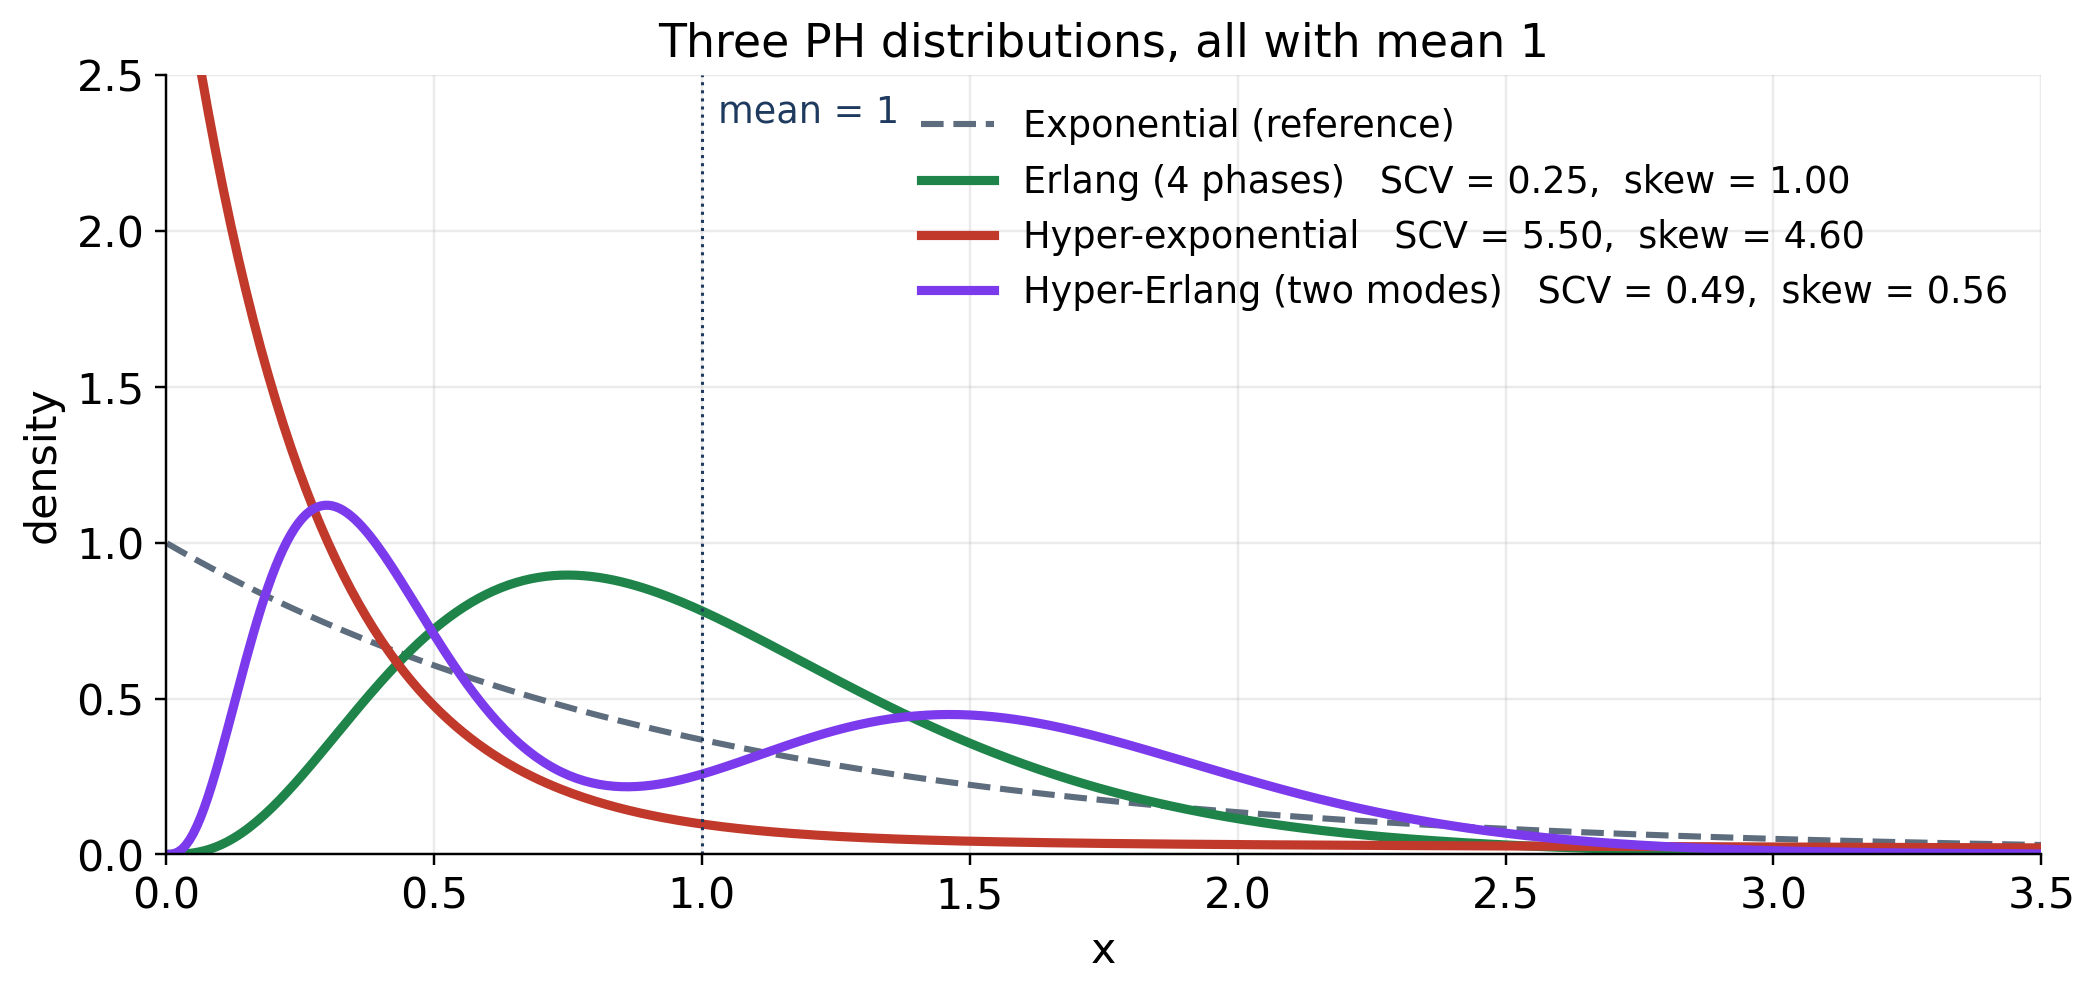 Three PH distributions, all with mean 1
2.5
2.0
1.5
1.0
0.5
0.0
density
mean = 1
Exponential (reference)
Erlang (4 phases)   SCV = 0.25,  skew = 1.00
Hyper-exponential   SCV = 5.50,  skew = 4.60
Hyper-Erlang (two modes)   SCV = 0.49,  skew = 0.56
0.0 0.5 1.0 1.5 2.0 2.5 3.0 3.5
x